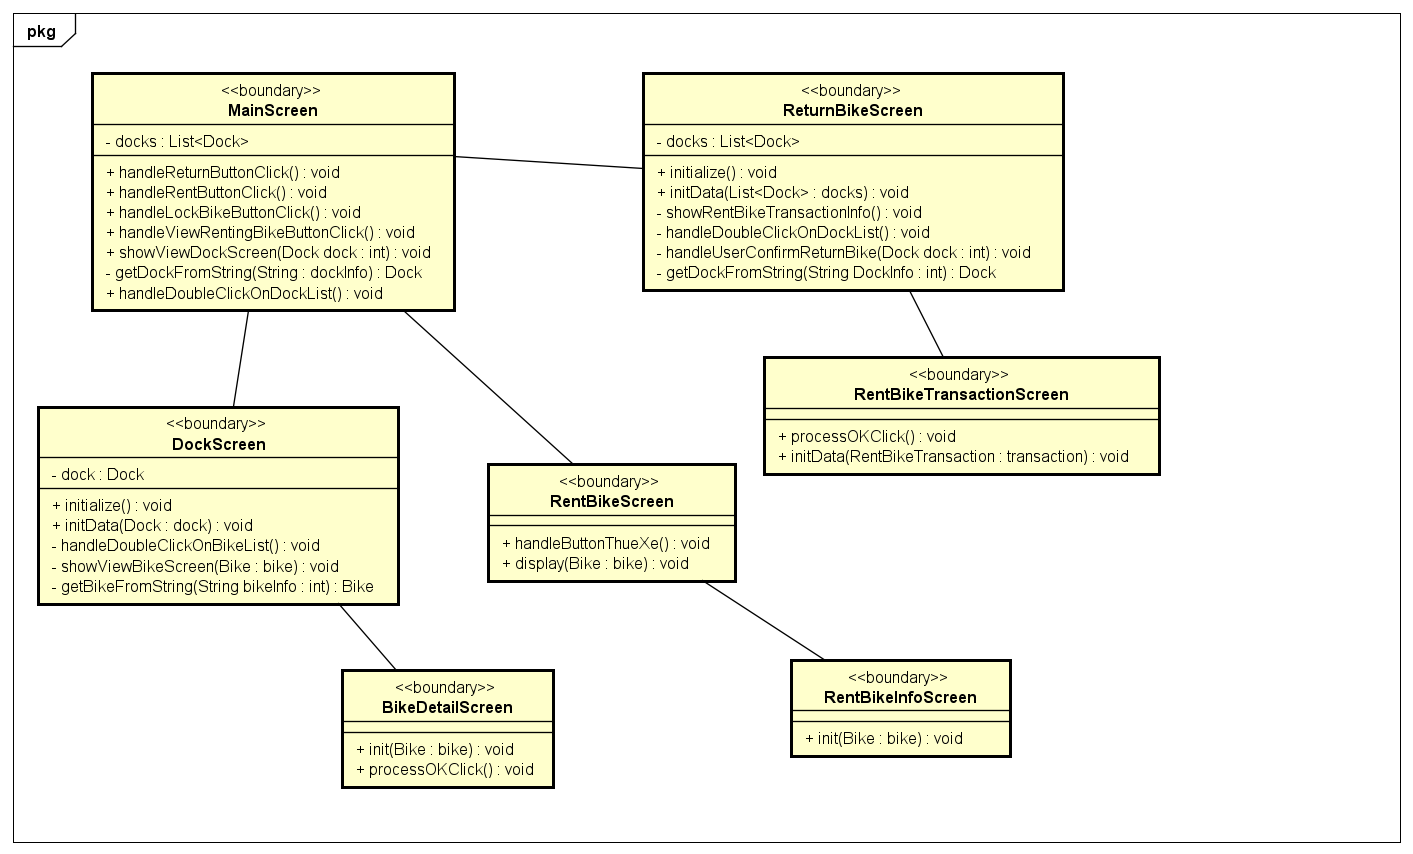 pkg
<<boundary>>
MainScreen
- docks : List<Dock>
+ handleReturnButtonClick() : void
+ handleRentButtonClick() : void
+ handleLockBikeButtonClick() : void
+ handleViewRentingBikeButtonClick() : void
+ showViewDockScreen(Dock dock : int) : void
- getDockFromString(String : dockInfo) : Dock
+ handleDoubleClickOnDockList() : void
<<boundary>>
ReturnBikeScreen
- docks : List<Dock>
+ initialize() : void
+ initData(List<Dock> : docks) : void
- showRentBikeTransactionInfo() : void
- handleDoubleClickOnDockList() : void
- handleUserConfirmReturnBike(Dock dock : int) : void
- getDockFromString(String DockInfo : int) : Dock
<<boundary>>
RentBikeTransactionScreen
+ processOKClick() : void
+ initData(RentBikeTransaction : transaction) : void
<<boundary>>
DockScreen
- dock : Dock
+ initialize() : void
+ initData(Dock : dock) : void
- handleDoubleClickOnBikeList() : void
- showViewBikeScreen(Bike : bike) : void
- getBikeFromString(String bikeInfo : int) : Bike
<<boundary>>
RentBikeScreen
+ handleButtonThueXe() : void
+ display(Bike : bike) : void
<<boundary>>
BikeDetailScreen
+ init(Bike : bike) : void
+ processOKClick() : void
<<boundary>>
RentBikeInfoScreen
+ init(Bike : bike) : void